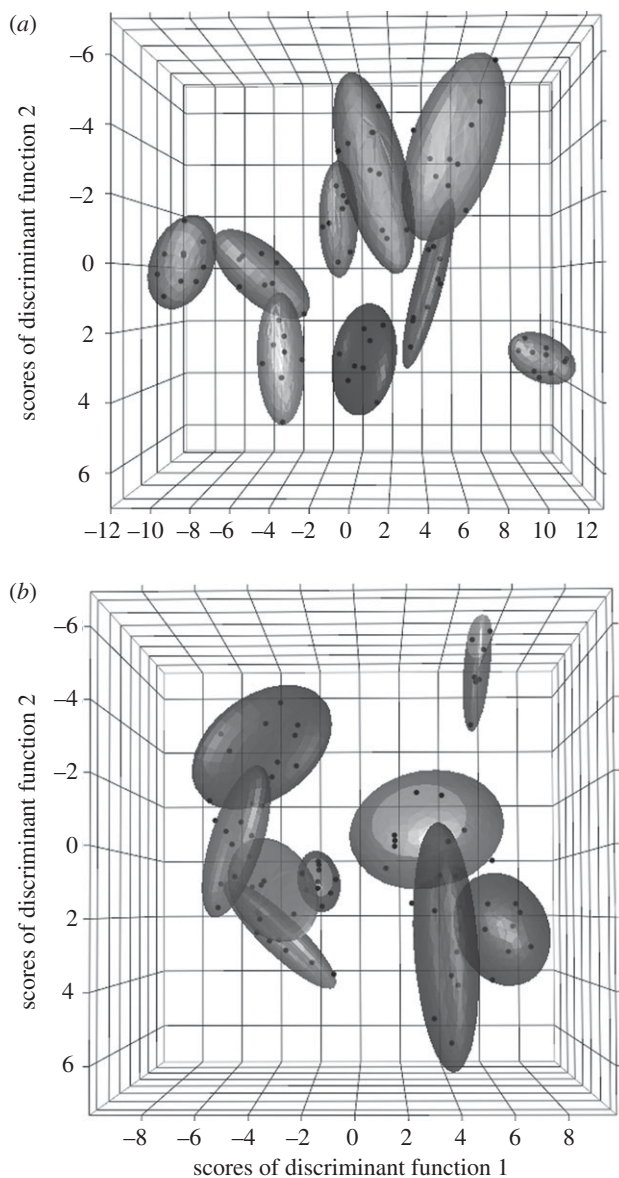 (a)
–6
–4
–2
0
2
4
6
scores of discriminant function 2
–12 –10 –8 –6 –4 –2 0 2 4 6 8 10 12
(b)
–6
–4
–2
0
2
4
6
scores of discriminant function 2
–8 –6 –4 –2 0 2 4 6 8
scores of discriminant function 1